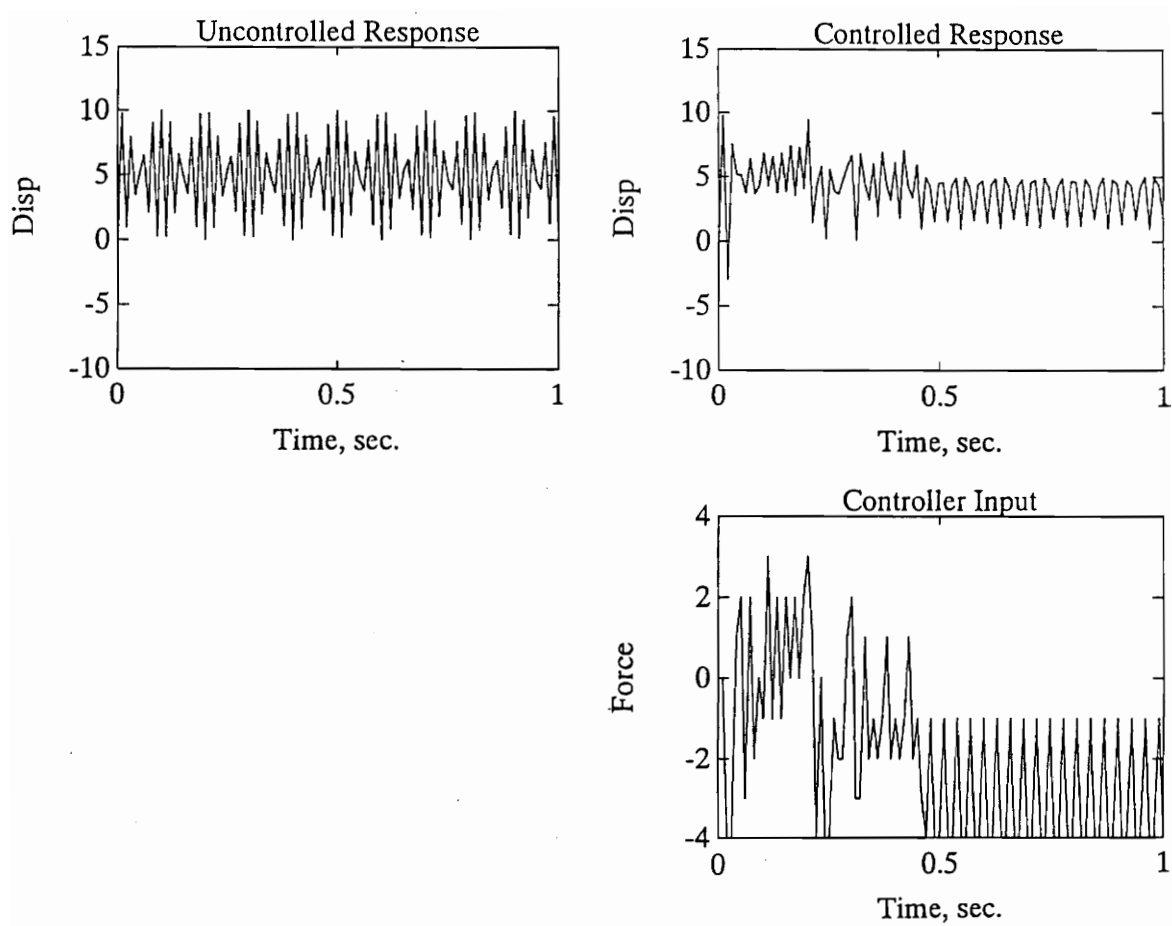 Uncontrolled Response
15
10
5
0
-5
-10
Disp
0
0.5
1
Time, sec.
Controlled Response
15
10
5
0
-5
-10
Disp
0
0.5
1
Time, sec.
Controller Input
4
2
0
-2
-4
Force
0
0.5
1
Time, sec.